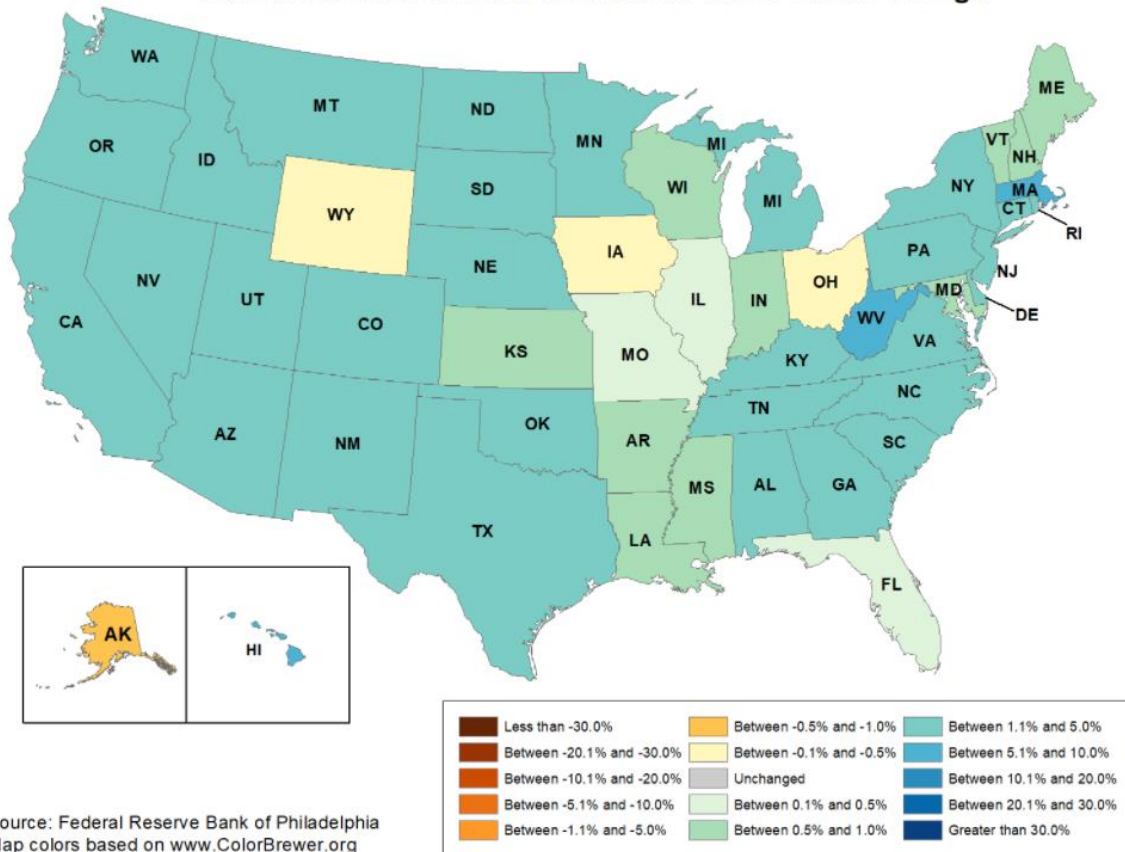 WA
MT
ND
MN
ME
OR
ID
SD
WI
MI
MI
VT
NH
NY
MA
CT
RI
WY
IA
NE
PA
NJ
NV
UT
CO
IL
IN
OH
MD
DE
WV
CA
KS
MO
KY
VA
AZ
NM
OK
AR
TN
NC
SC
TX
LA
MS
AL
GA
FL
AK
HI
Less than -30.0%
Between -20.1% and -30.0%
Between -10.1% and -20.0%
Between -5.1% and -10.0%
Between -1.1% and -5.0%
Between -0.5% and -1.0%
Between -0.1% and -0.5%
Unchanged
Between 0.1% and 0.5%
Between 0.5% and 1.0%
Between 1.1% and 5.0%
Between 5.1% and 10.0%
Between 10.1% and 20.0%
Between 20.1% and 30.0%
Greater than 30.0%
ource: Federal Reserve Bank of Philadelphia
Map colors based on www.ColorBrewer.org